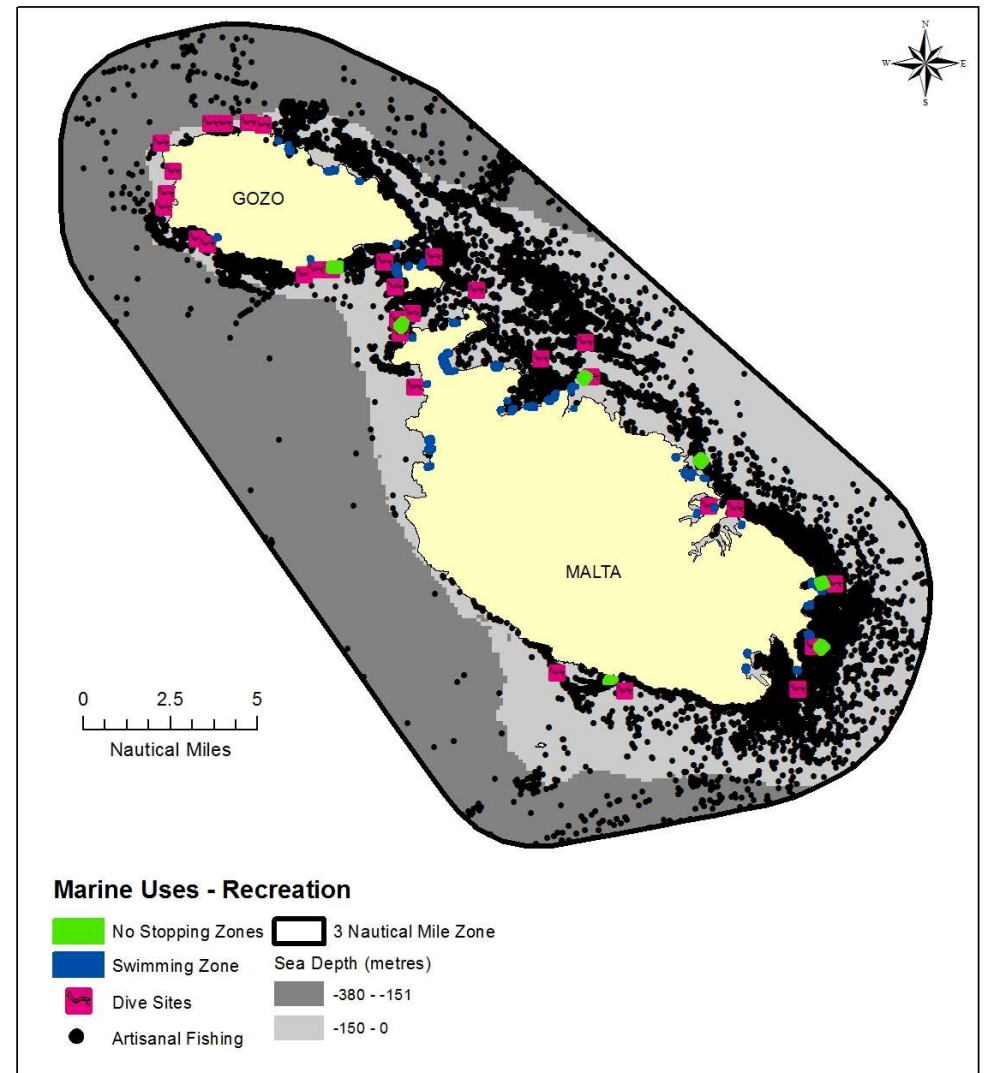 N
W E
S
GOZO
MALTA
0 2.5 5
Nautical Miles
Marine Uses - Recreation
No Stopping Zones
Swimming Zone
Dive Sites
Artisanal Fishing
3 Nautical Mile Zone
Sea Depth (metres)
-380 - -151
-150 - 0